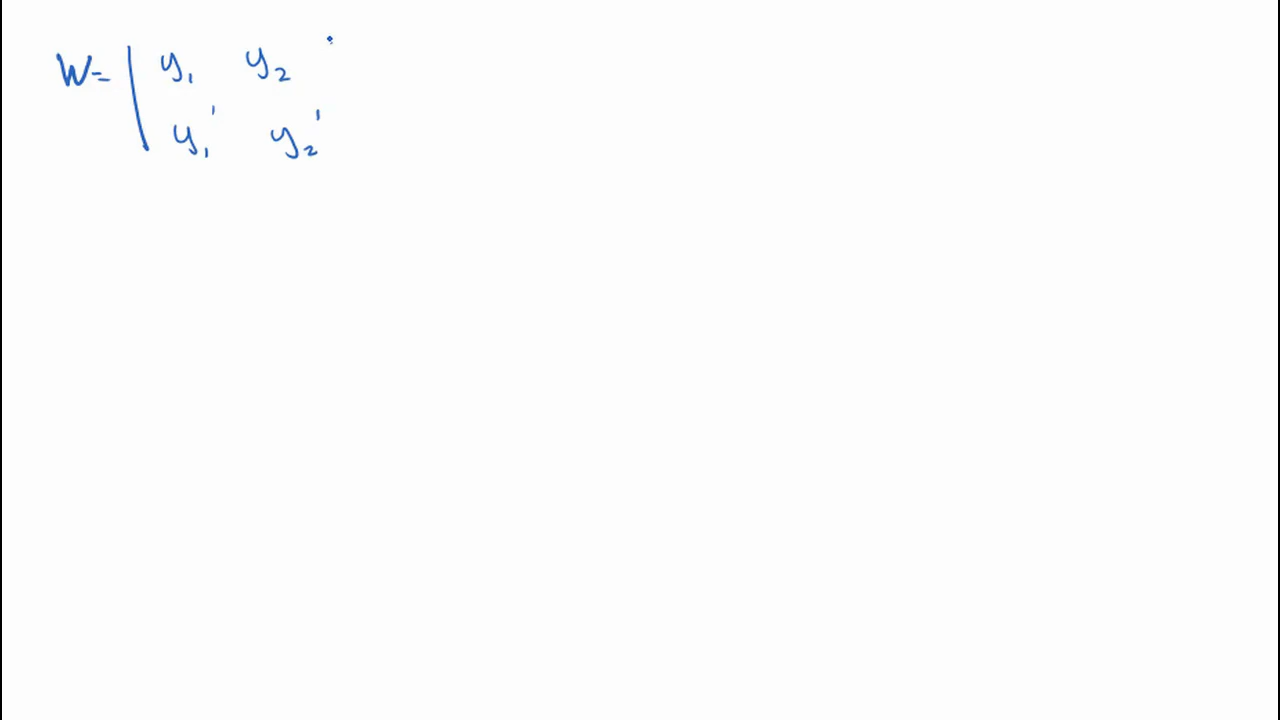 W= | y₁ y₂
y₁' y₂'